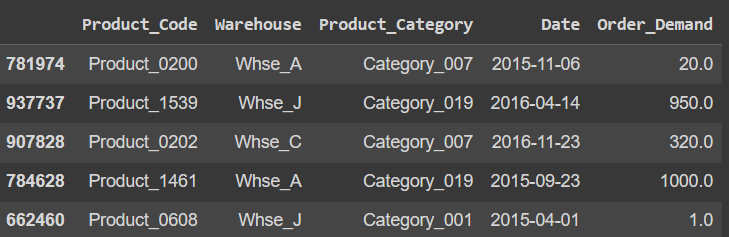 Product_Code Warehouse Product_Category Date Order_Demand
781974 Product_0200 Whse_A Category_007 2015-11-06 20.0
937737 Product_1539 Whse_J Category_019 2016-04-14 950.0
907828 Product_0202 Whse_C Category_007 2016-11-23 320.0
784628 Product_1461 Whse_A Category_019 2015-09-23 1000.0
662460 Product_0608 Whse_J Category_001 2015-04-01 1.0